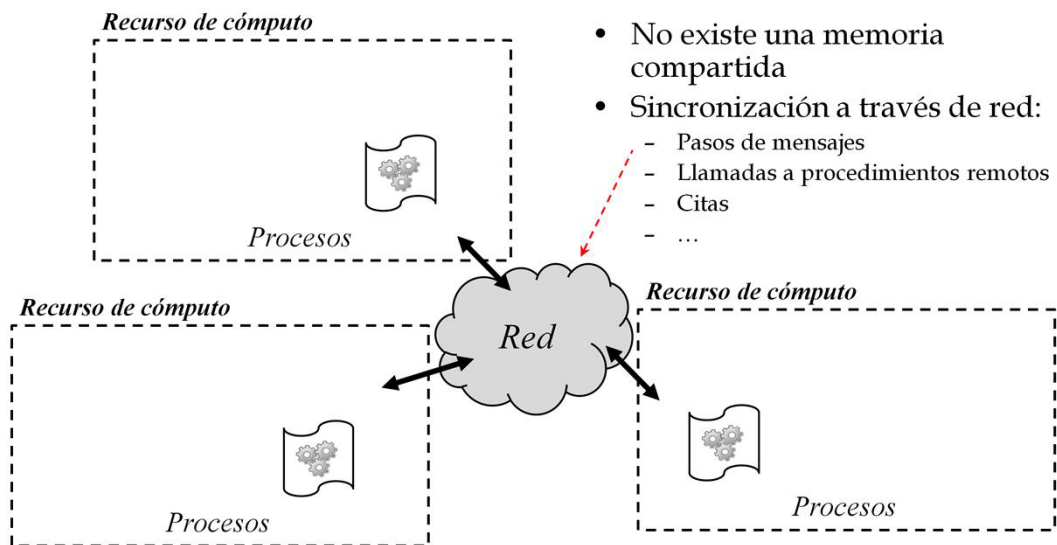 Recurso de cómputo
Procesos
• No existe una memoria
compartida
• Sincronización a través de red:
– Pasos de mensajes
– Llamadas a procedimientos remotos
– Citas
– …
Recurso de cómputo
Procesos
Red
Recurso de cómputo
Procesos